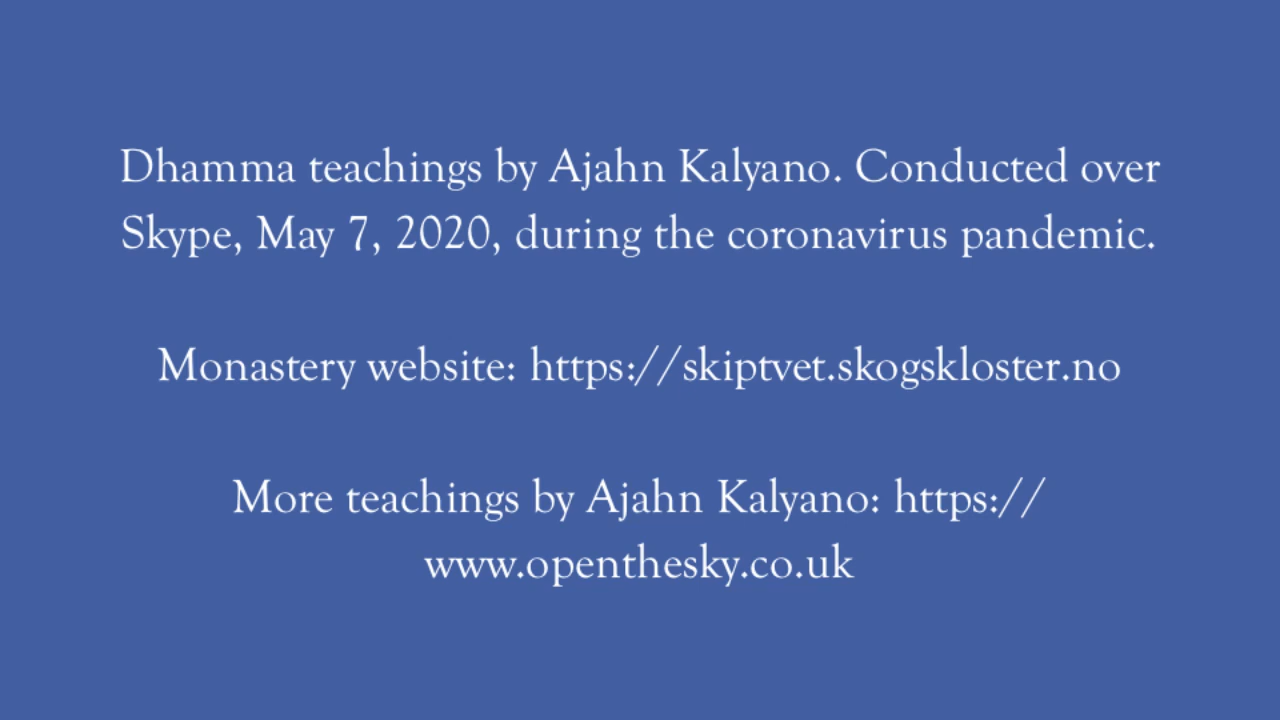 Dhamma teachings by Ajahn Kalyano. Conducted over
Skype, May 7, 2020, during the coronavirus pandemic.
Monastery website: https://skiptvet.skogskloster.no
More teachings by Ajahn Kalyano: https://
www.openthesky.co.uk